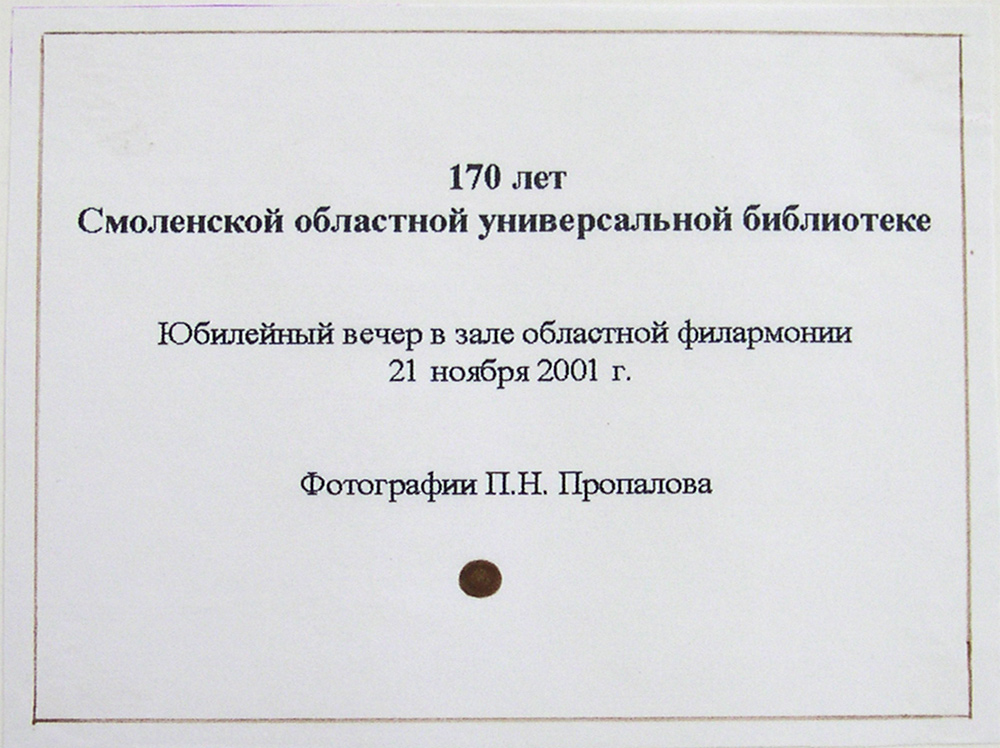 170 лет
Смоленской областной универсальной библиотеке
Юбилейный вечер в зале областной филармонии
21 ноября 2001 г.
Фотографии П.Н. Пропалова